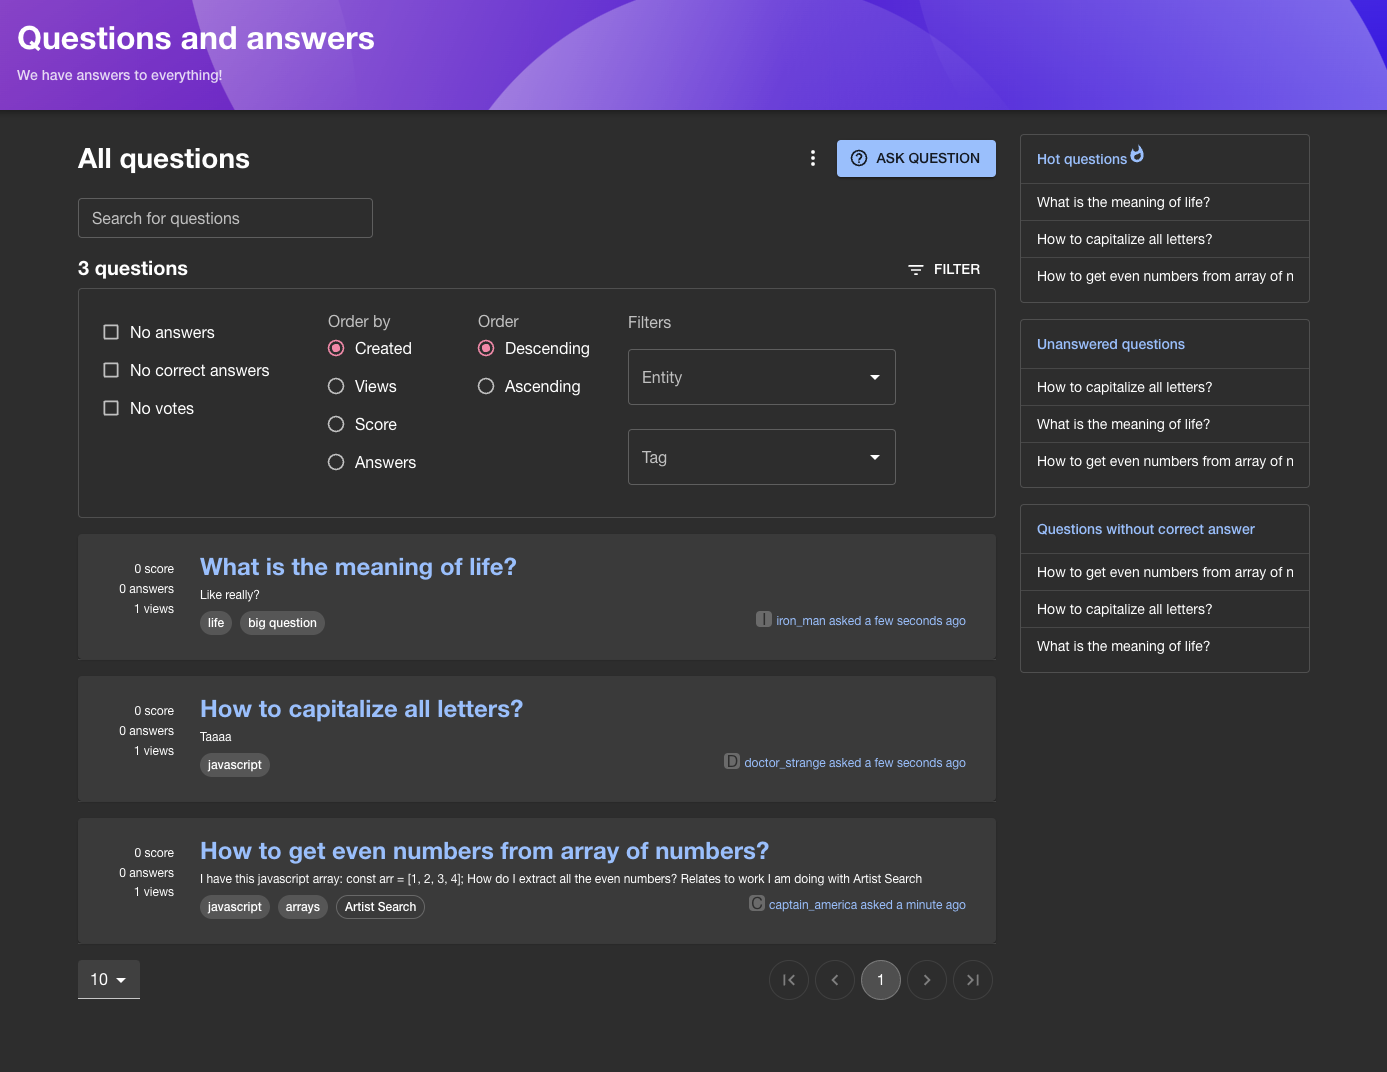 Questions and answers
We have answers to everything!
All questions
ASK QUESTION
Search for questions
3 questions
FILTER
No answers
No correct answers
No votes
Order by
Created
Views
Score
Answers
Order
Descending
Ascending
Filters
Entity
Tag
0 score
0 answers
1 views
What is the meaning of life?
Like really?
life
big question
I iron_man asked a few seconds ago
0 score
0 answers
1 views
How to capitalize all letters?
Taaaa
javascript
D doctor_strange asked a few seconds ago
0 score
0 answers
1 views
How to get even numbers from array of numbers?
I have this javascript array: const arr = [1, 2, 3, 4]; How do I extract all the even numbers? Relates to work I am doing with Artist Search
javascript
arrays
Artist Search
C captain_america asked a minute ago
10
1
Hot questions
What is the meaning of life?
How to capitalize all letters?
How to get even numbers from array of n
Unanswered questions
How to capitalize all letters?
What is the meaning of life?
How to get even numbers from array of n
Questions without correct answer
How to get even numbers from array of n
How to capitalize all letters?
What is the meaning of life?